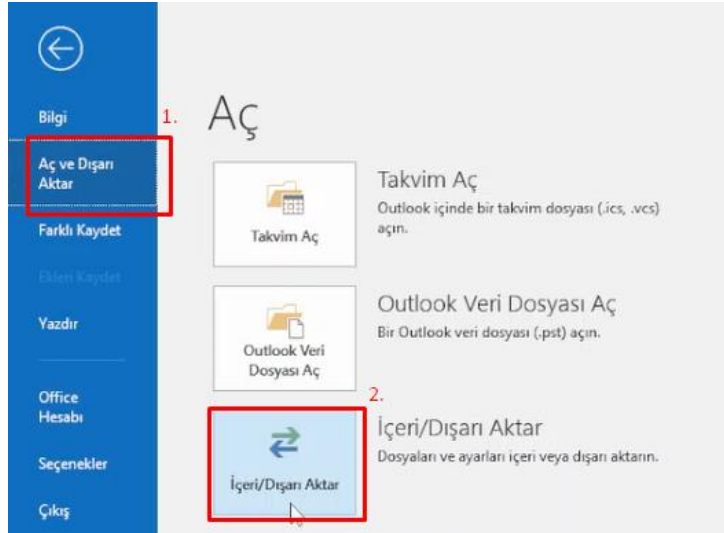 Bilgi
Aç ve Dışarı
Aktar
Farklı Kaydet
Ekleri Kaydet
Yazdır
Office
Hesabı
Seçenekler
Çıkış
1.
Aç
Takvim Aç
Takvim Aç
Outlook içinde bir takvim dosyası (.ics, .vcs)
açın.
Outlook Veri
Dosyası Aç
Outlook Veri Dosyası Aç
Bir Outlook veri dosyası (.pst) açın.
2.
İçeri/Dışarı Aktar
İçeri/Dışarı Aktar
Dosyaları ve ayarları içeri veya dışarı aktarın.